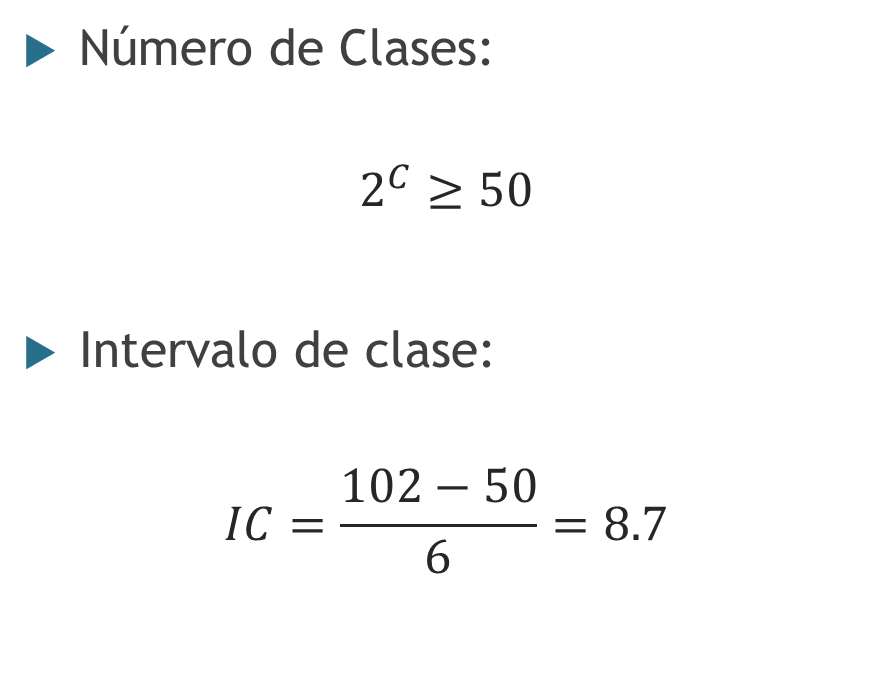 ▶ Número de Clases:
2^C ≥ 50
▶ Intervalo de clase:
IC = (102 − 50)/6 = 8.7